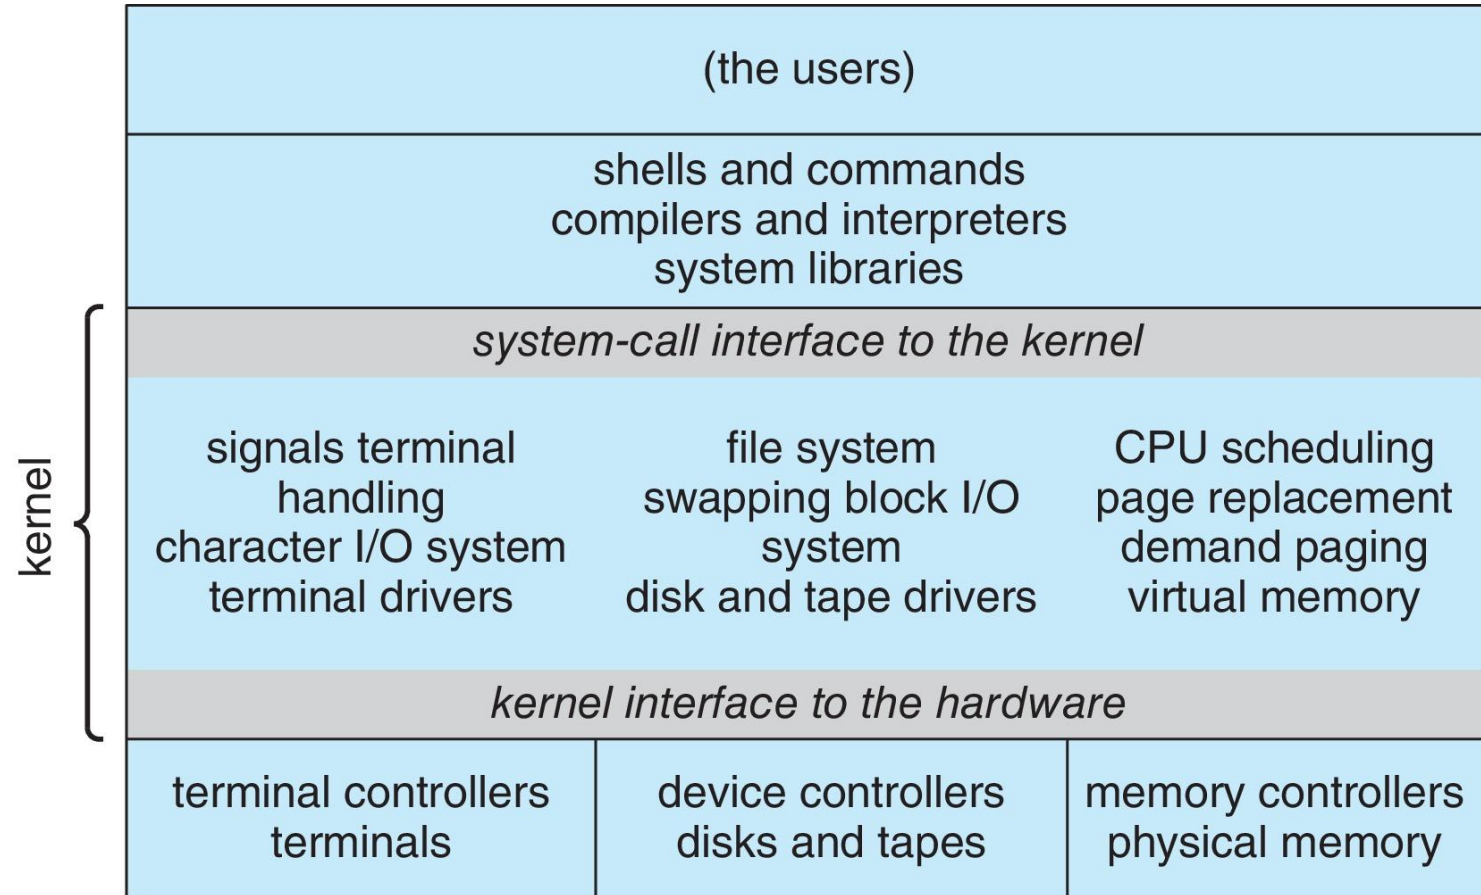 (the users)
shells and commands
compilers and interpreters
system libraries
system-call interface to the kernel
kernel
signals terminal
handling
character I/O system
terminal drivers
file system
swapping block I/O
system
disk and tape drivers
CPU scheduling
page replacement
demand paging
virtual memory
kernel interface to the hardware
terminal controllers
terminals
device controllers
disks and tapes
memory controllers
physical memory